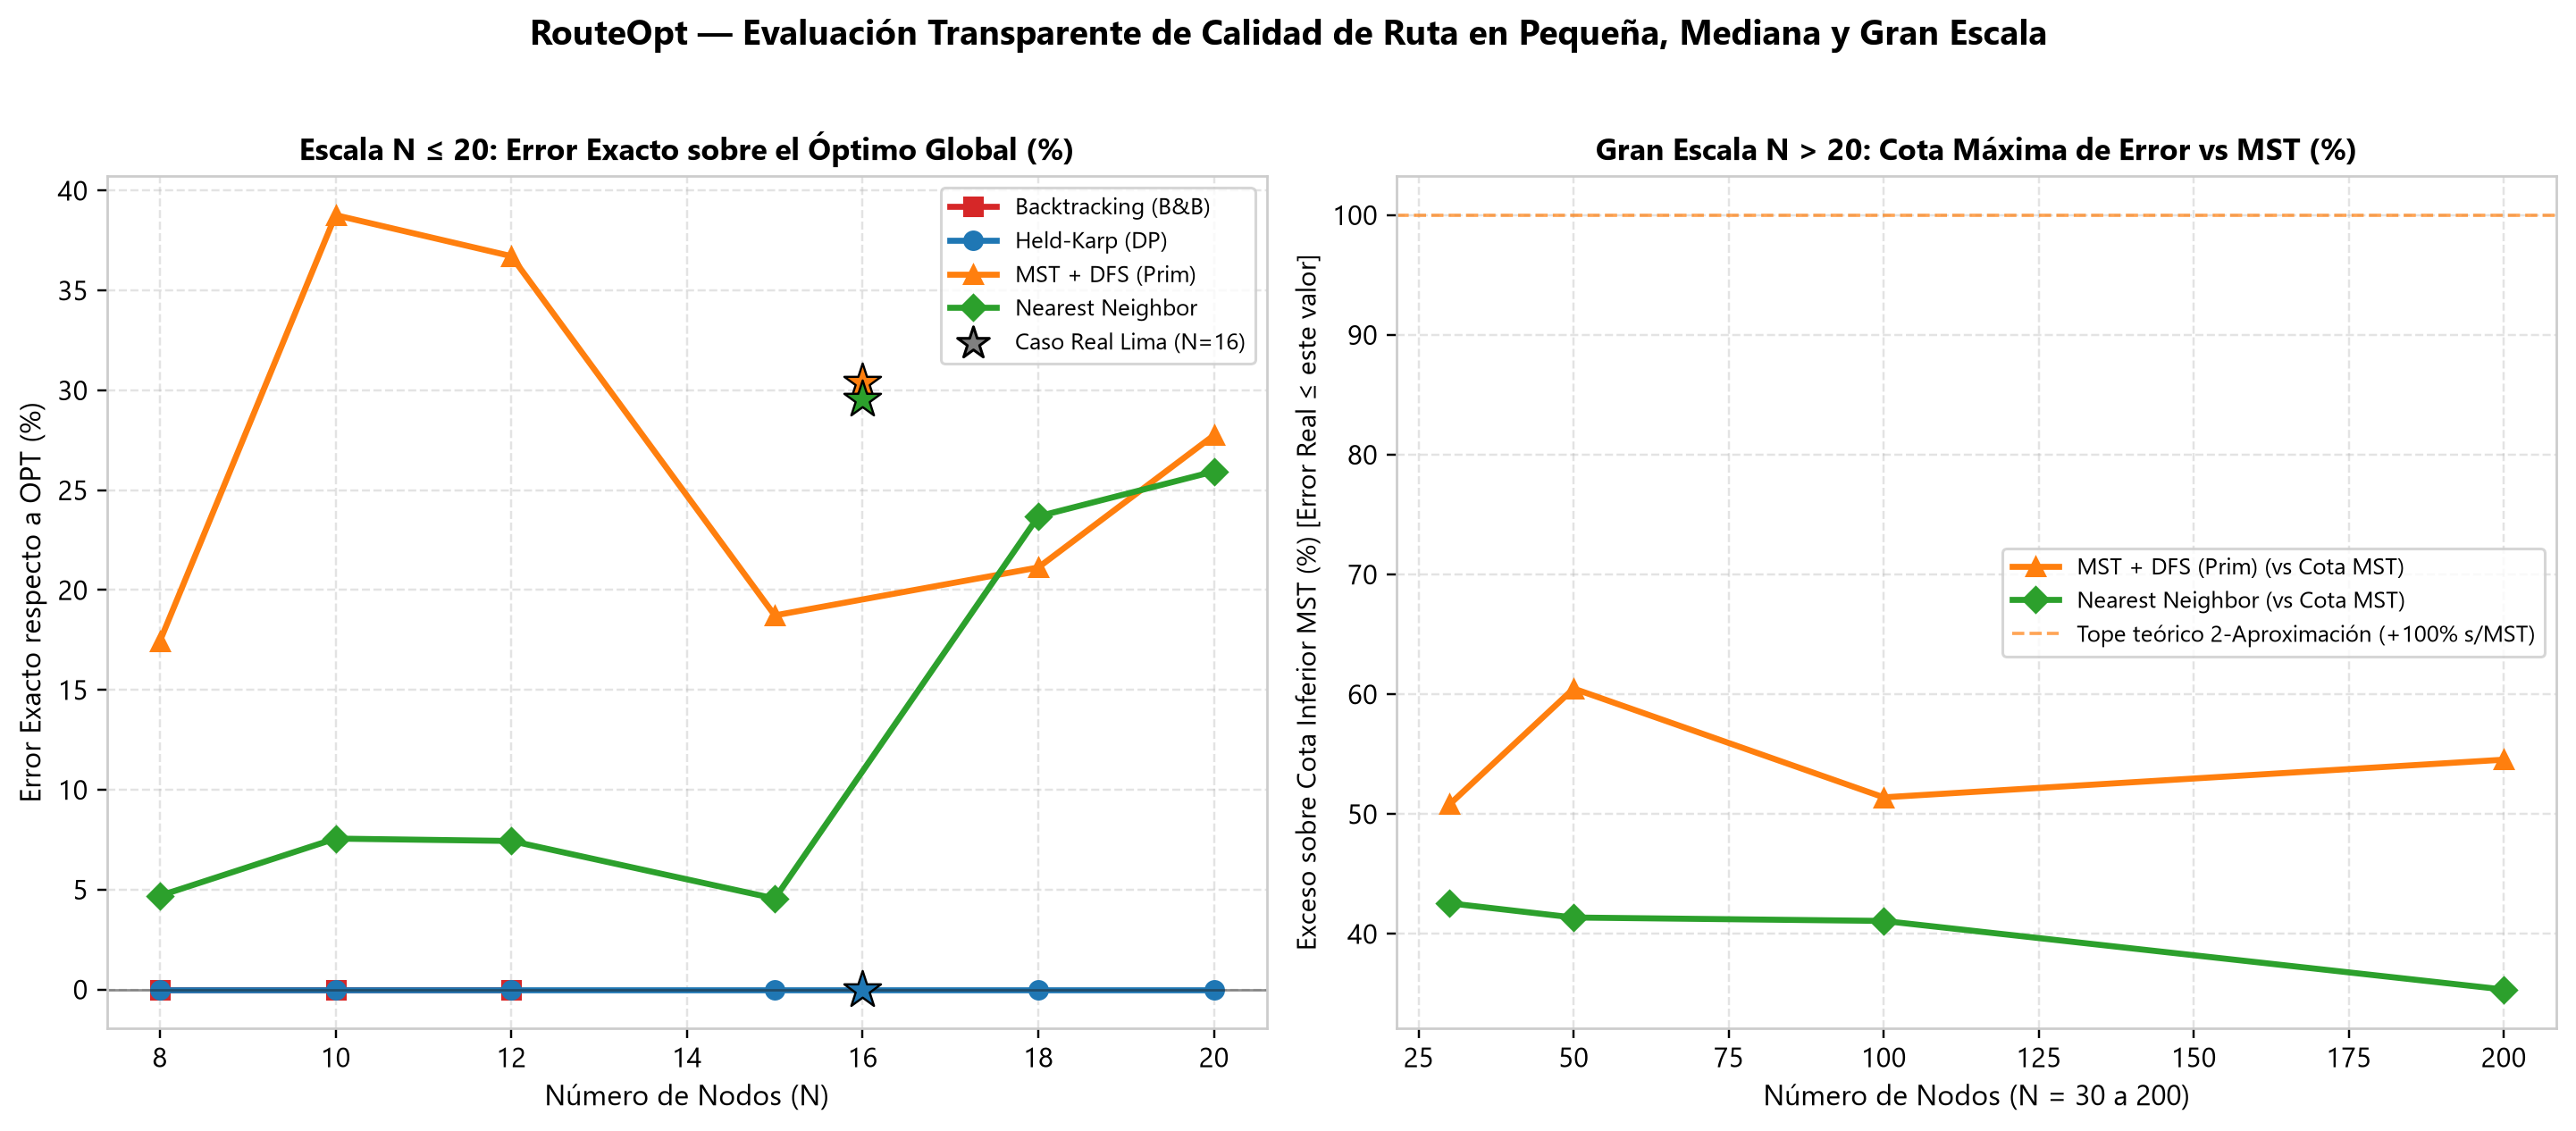 RouteOpt — Evaluación Transparente de Calidad de Ruta en Pequeña, Mediana y Gran Escala
Escala N ≤ 20: Error Exacto sobre el Óptimo Global (%)
Error Exacto respecto a OPT (%)
40
35
30
25
20
15
10
5
0
Backtracking (B&B)
Held-Karp (DP)
MST + DFS (Prim)
Nearest Neighbor
Caso Real Lima (N=16)
8 10 12 14 16 18 20
Número de Nodos (N)
Gran Escala N > 20: Cota Máxima de Error vs MST (%)
Exceso sobre Cota Inferior MST (%) [Error Real ≤ este valor]
100
90
80
70
60
50
40
MST + DFS (Prim) (vs Cota MST)
Nearest Neighbor (vs Cota MST)
Tope teórico 2-Aproximación (+100% s/MST)
25 50 75 100 125 150 175 200
Número de Nodos (N = 30 a 200)